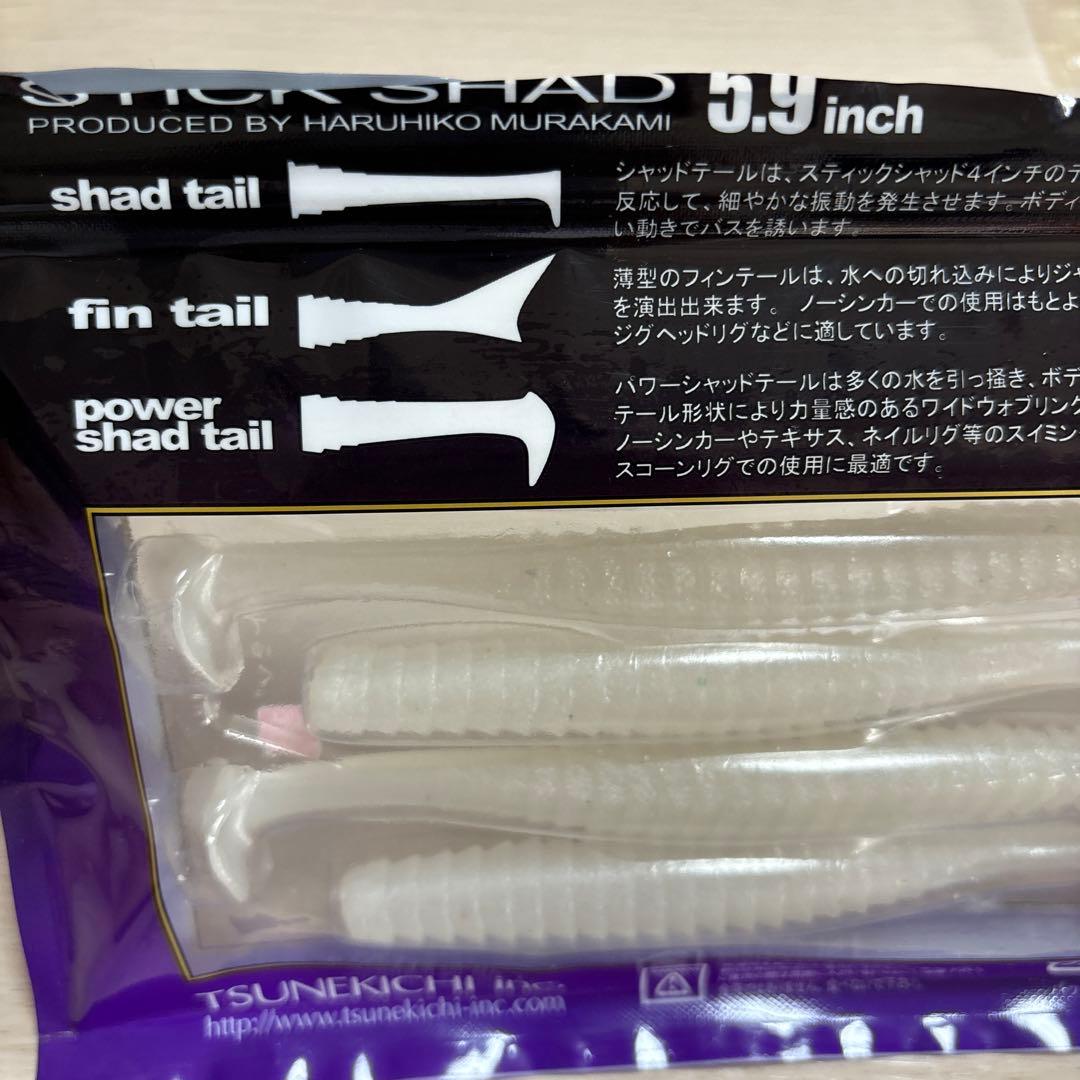 STICK SHAD 5.9 inch
PRODUCED BY HARUHIKO MURAKAMI
shad tail
シャッドテールは、スティックシャッド4インチのテ
反応して、細やかな振動を発生させます。ボディ
い動きでバスを誘います。
fin tail
薄型のフィンテールは、水への切れ込みによりジャ
を演出出来ます。 ノーシンカーでの使用はもとよ
ジグヘッドリグなどに適しています。
power
shad tail
パワーシャッドテールは多くの水を引っ掻き、ボデ
テール形状により力量感のあるワイドウォブリング
ノーシンカーやテキサス、ネイルリグ等のスイミン
スコーンリグでの使用に最適です。
TSUNEKICHI inc.
http://www.tsunekichi-inc.com